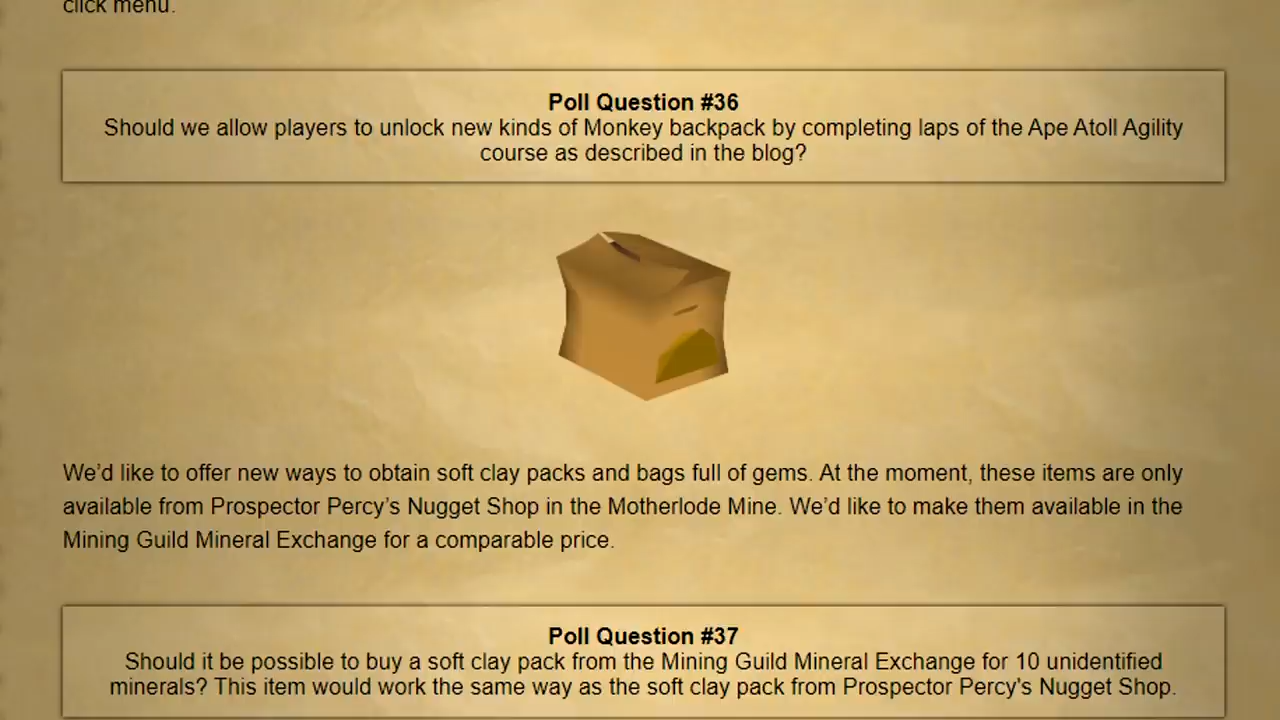 click menu.
Poll Question #36
Should we allow players to unlock new kinds of Monkey backpack by completing laps of the Ape Atoll Agility
course as described in the blog?
We’d like to offer new ways to obtain soft clay packs and bags full of gems. At the moment, these items are only
available from Prospector Percy’s Nugget Shop in the Motherlode Mine. We’d like to make them available in the
Mining Guild Mineral Exchange for a comparable price.
Poll Question #37
Should it be possible to buy a soft clay pack from the Mining Guild Mineral Exchange for 10 unidentified
minerals? This item would work the same way as the soft clay pack from Prospector Percy's Nugget Shop.